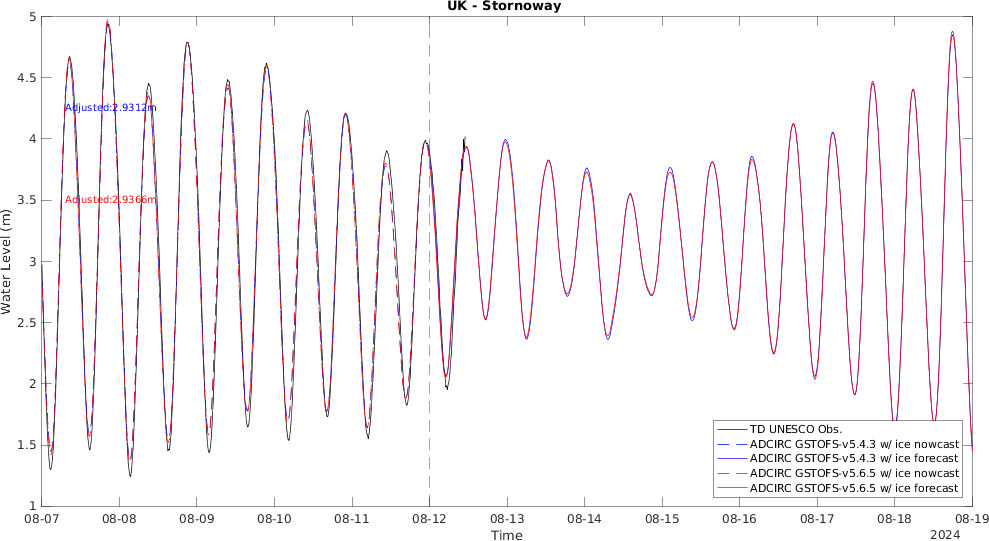 UK - Stornoway
5
4.5
4
3.5
3
2.5
2
1.5
1
Water Level (m)
Adjusted:2.9312m
Adjusted:2.9366m
TD UNESCO Obs.
ADCIRC GSTOFS-v5.4.3 w/ ice nowcast
ADCIRC GSTOFS-v5.4.3 w/ ice forecast
ADCIRC GSTOFS-v5.6.5 w/ ice nowcast
ADCIRC GSTOFS-v5.6.5 w/ ice forecast
08-07 08-08 08-09 08-10 08-11 08-12 08-13 08-14 08-15 08-16 08-17 08-18 08-19
Time
2024